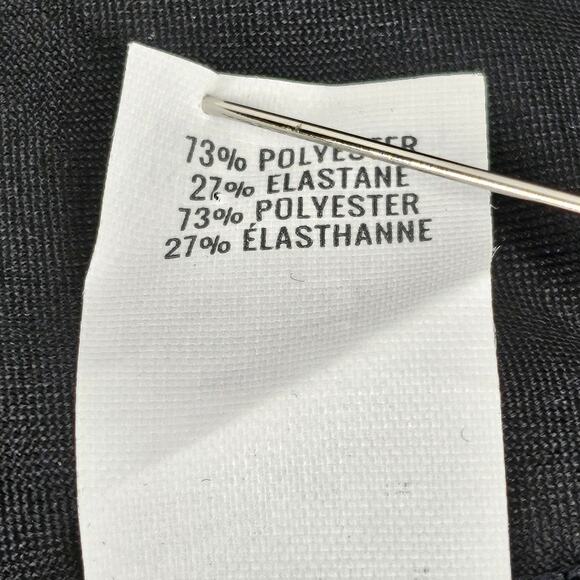 73% POLYESTER
27% ELASTANE
73% POLYESTER
27% ÉLASTHANNE